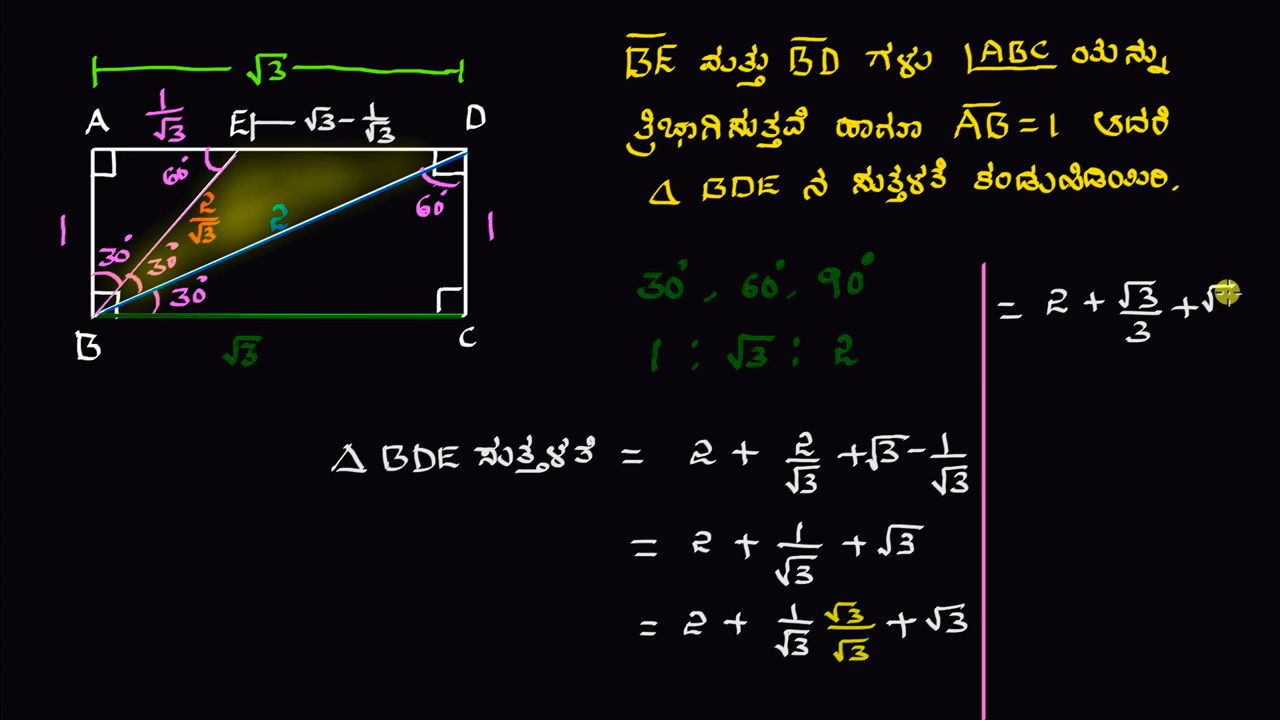 √3
A 1/√3 E √3 - 1/√3 D
60°
1 2/√3 2 60° 1
30° 30° 30°
B √3 C
BE ಮತ್ತು BD ಗಳು ∟ABC ಯನ್ನು
ತ್ರಿಭಾಗಿಸುತ್ತವೆ ಹಾಗೂ AB = 1 ಆದರೆ
Δ BDE ನ ಸುತ್ತಳತೆ ಕಂಡುಹಿಡಿಯಿರಿ.
30°, 60°, 90°
1 : √3 : 2
Δ BDE ಸುತ್ತಳತೆ = 2 + 2/√3 + √3 - 1/√3
= 2 + 1/√3 + √3
= 2 + 1/√3 √3/√3 + √3
= 2 + √3/3 + √